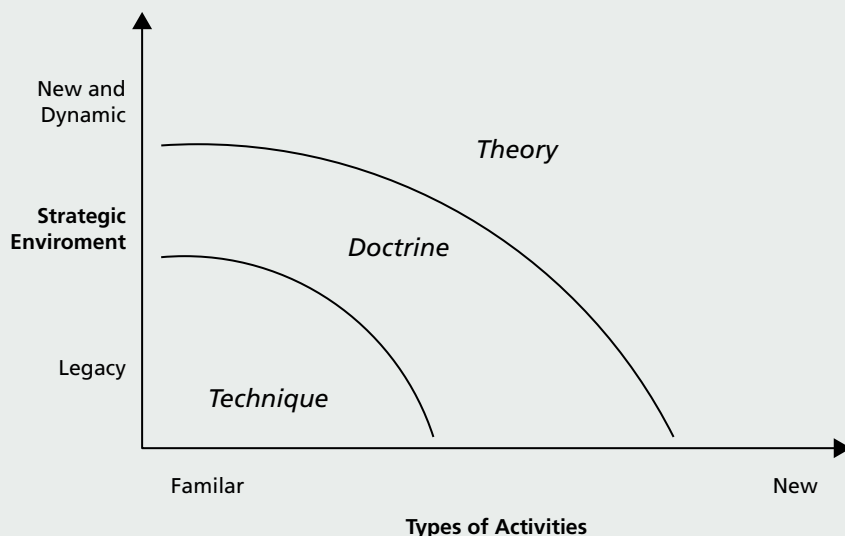 New and
Dynamic
Theory
Strategic
Enviroment
Doctrine
Legacy
Technique
Familar
New
Types of Activities